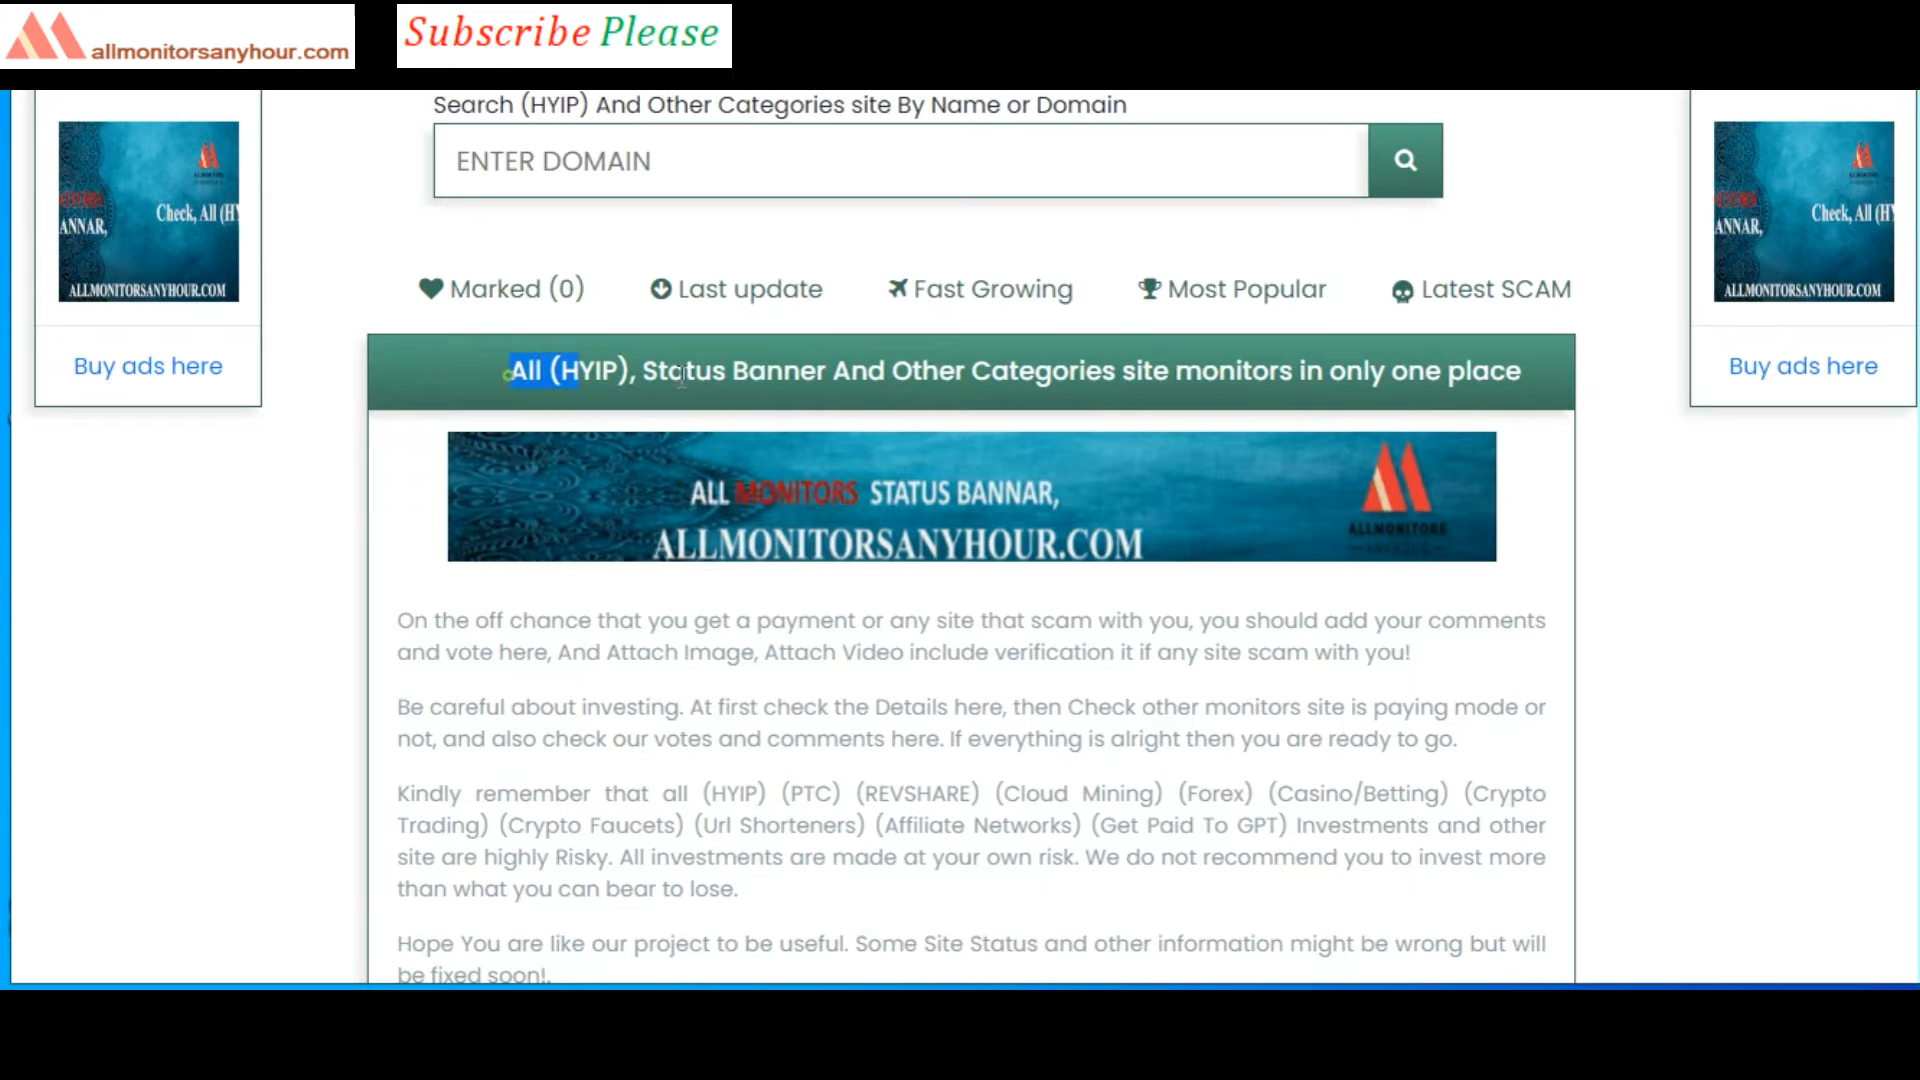 allmonitorsanyhour.com
Subscribe Please
Search (HYIP) And Other Categories site By Name or Domain
ENTER DOMAIN
ANNAR,
Check, All (HY
ALLMONITORSANYHOUR.COM
Buy ads here
ANNAR,
Check, All (HY
ALLMONITORSANYHOUR.COM
Buy ads here
Marked (0)
Last update
Fast Growing
Most Popular
Latest SCAM
All (HYIP), Status Banner And Other Categories site monitors in only one place
ALL MONITORS STATUS BANNAR,
ALLMONITORSANYHOUR.COM
ALLMONITORS
On the off chance that you get a payment or any site that scam with you, you should add your comments
and vote here, And Attach Image, Attach Video include verification it if any site scam with you!
Be careful about investing. At first check the Details here, then Check other monitors site is paying mode or
not, and also check our votes and comments here. If everything is alright then you are ready to go.
Kindly remember that all (HYIP) (PTC) (REVSHARE) (Cloud Mining) (Forex) (Casino/Betting) (Crypto
Trading) (Crypto Faucets) (Url Shorteners) (Affiliate Networks) (Get Paid To GPT) Investments and other
site are highly Risky. All investments are made at your own risk. We do not recommend you to invest more
than what you can bear to lose.
Hope You are like our project to be useful. Some Site Status and other information might be wrong but will
be fixed soon!.